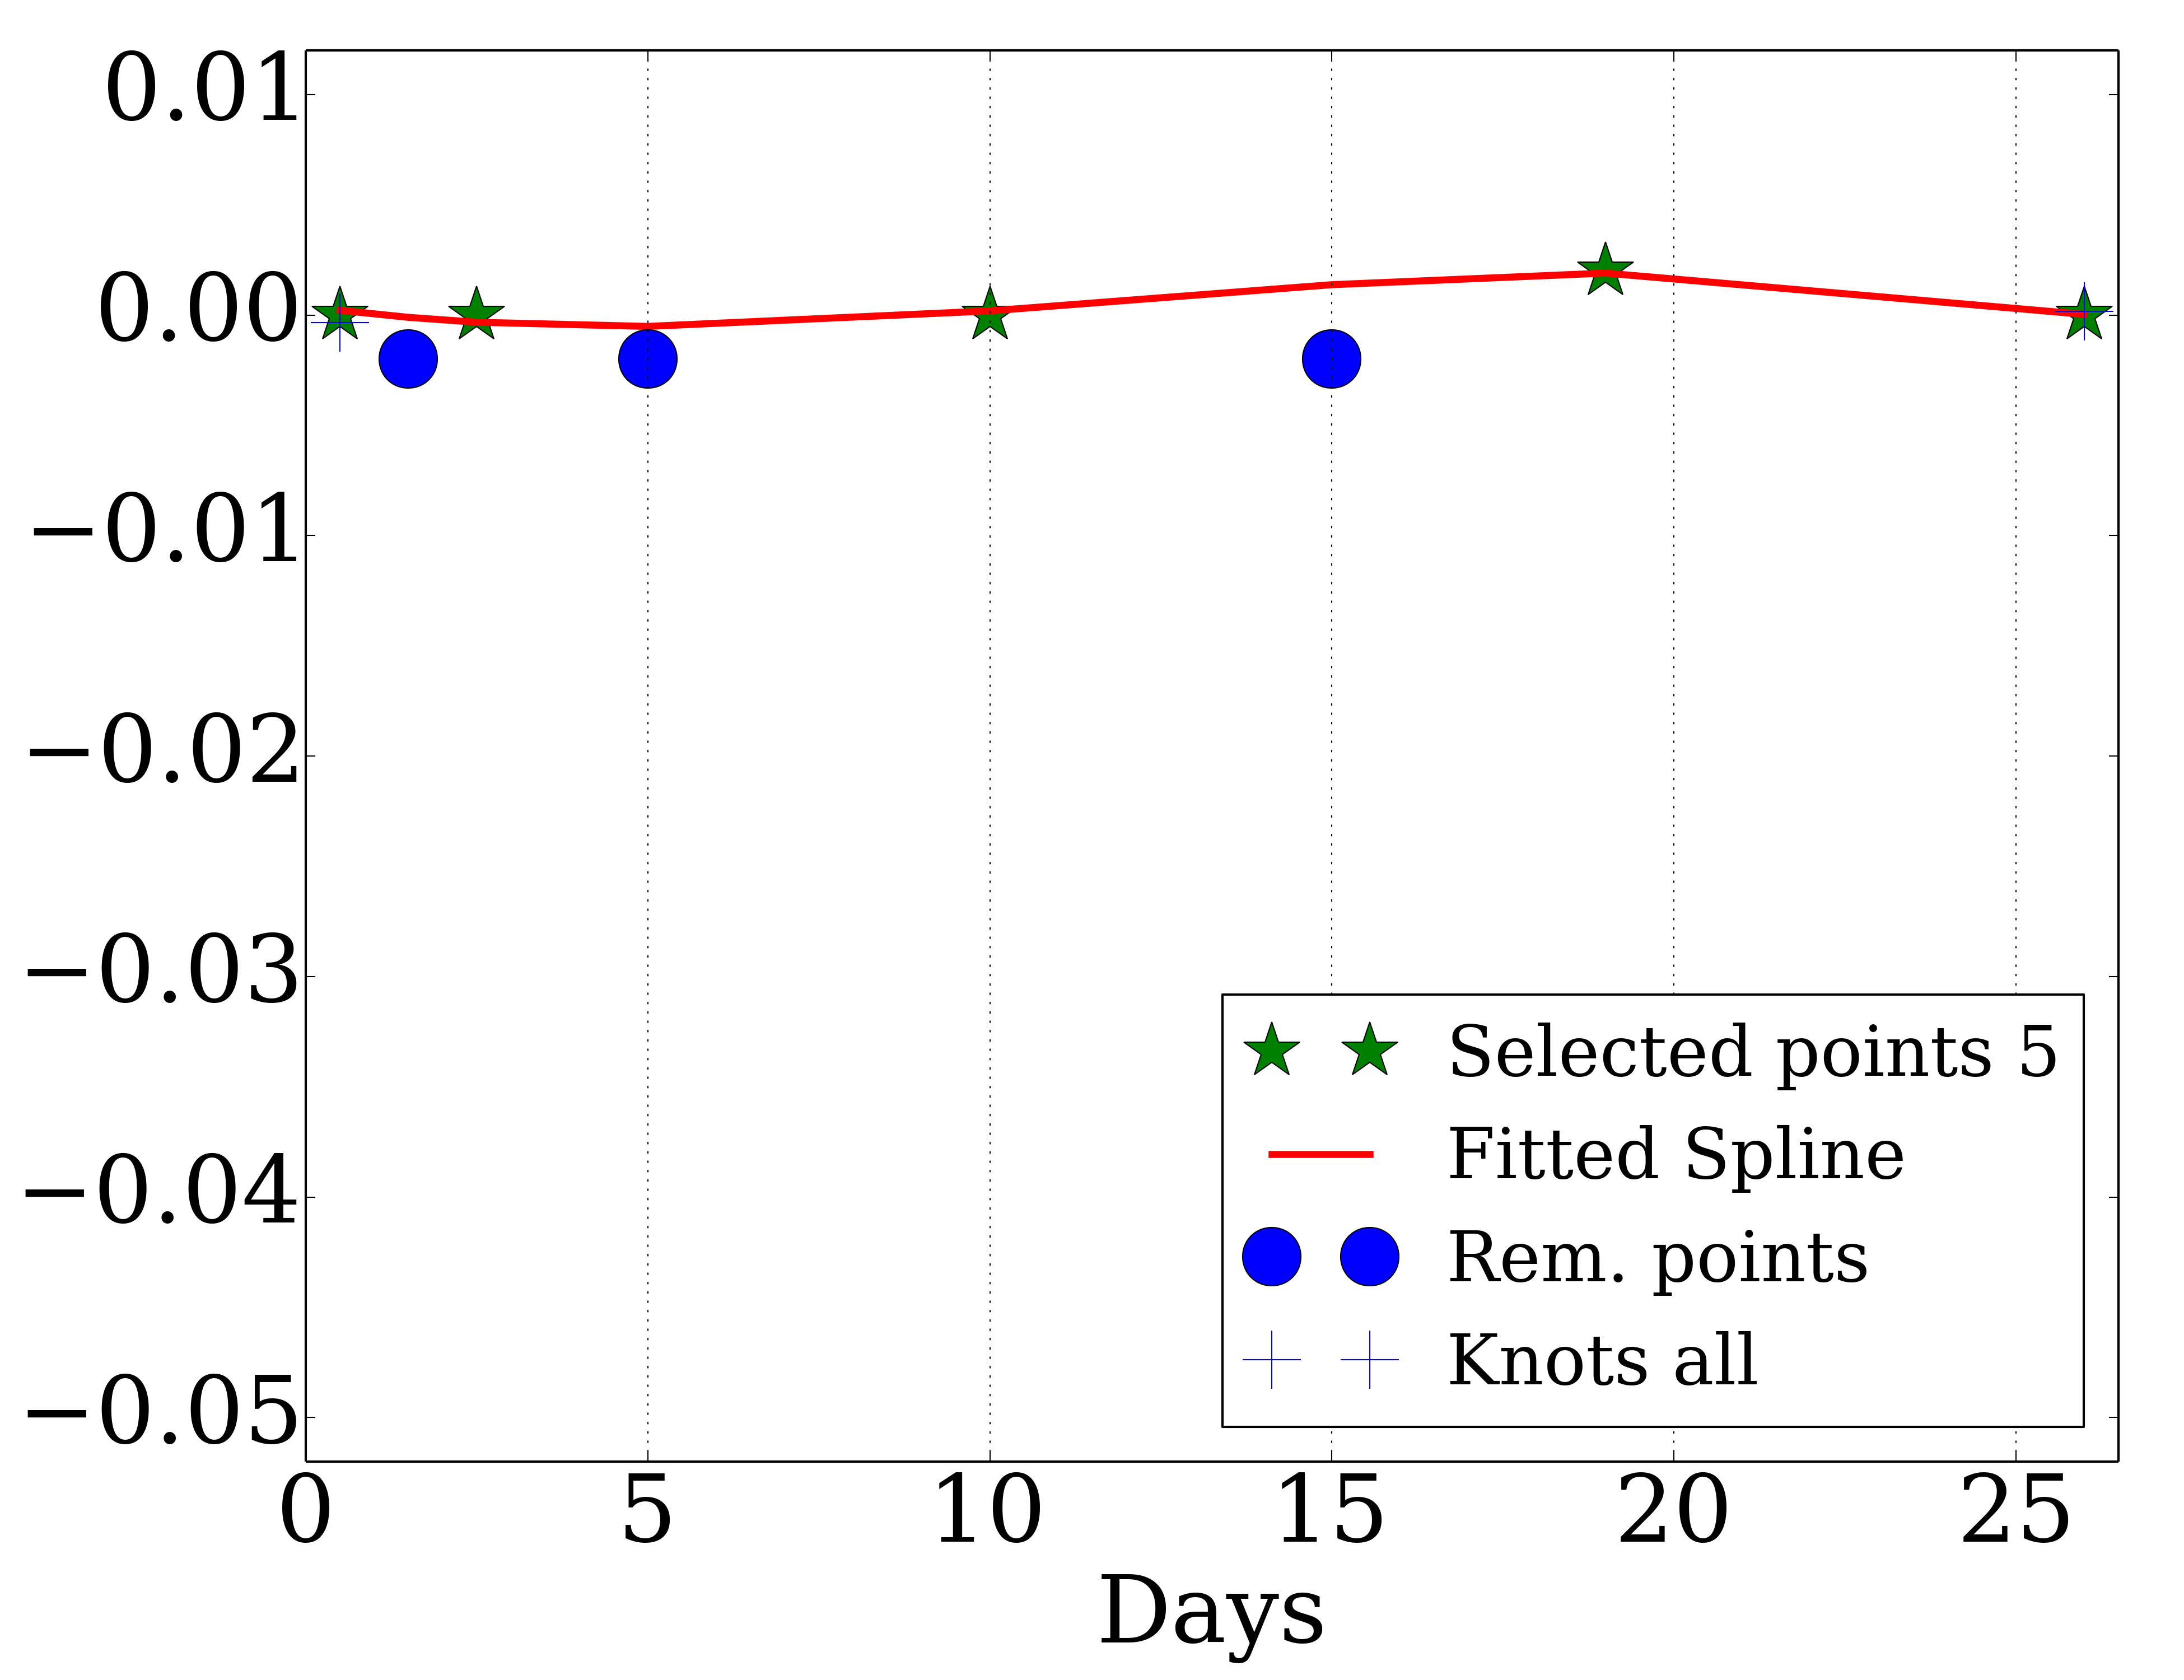 0.01
0.00
−0.01
−0.02
−0.03
−0.04
−0.05
Selected points 5
Fitted Spline
Rem. points
Knots all
0 5 10 15 20 25
Days